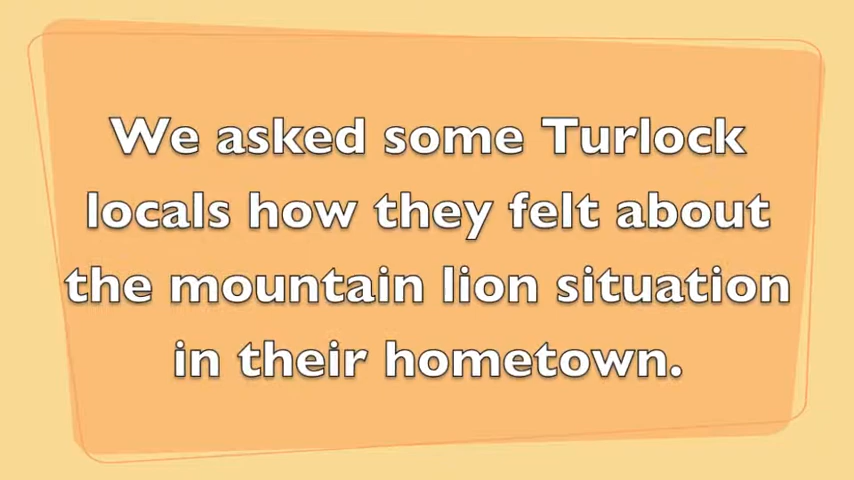 We asked some Turlock
locals how they felt about
the mountain lion situation
in their hometown.